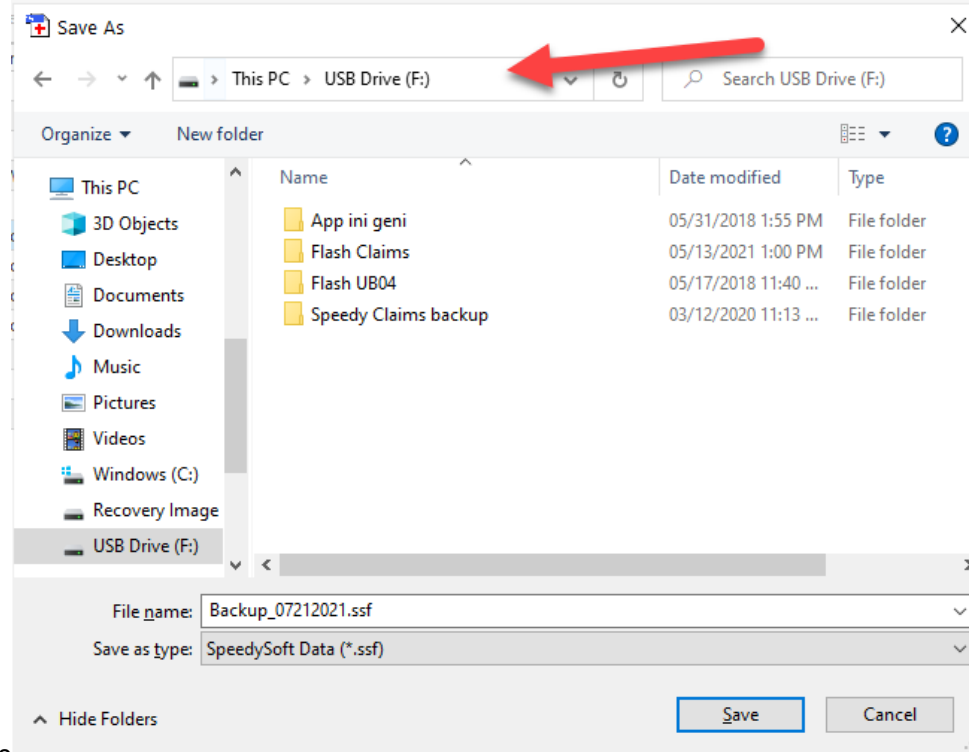 Save As
This PC > USB Drive (F:)
Search USB Drive (F:)
Organize
New folder
Name
Date modified
Type
This PC
3D Objects
Desktop
Documents
Downloads
Music
Pictures
Videos
Windows (C:)
Recovery Image
USB Drive (F:)
App ini geni 05/31/2018 1:55 PM File folder
Flash Claims 05/13/2021 1:00 PM File folder
Flash UB04 05/17/2018 11:40 ... File folder
Speedy Claims backup 03/12/2020 11:13 ... File folder
File name: Backup_07212021.ssf
Save as type: SpeedySoft Data (*.ssf)
Hide Folders
Save
Cancel